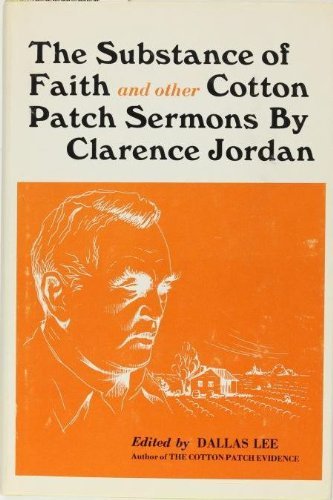 The Substance of
Faith and other Cotton
Patch Sermons By
Clarence Jordan
Edited by DALLAS LEE
Author of THE COTTON PATCH EVIDENCE